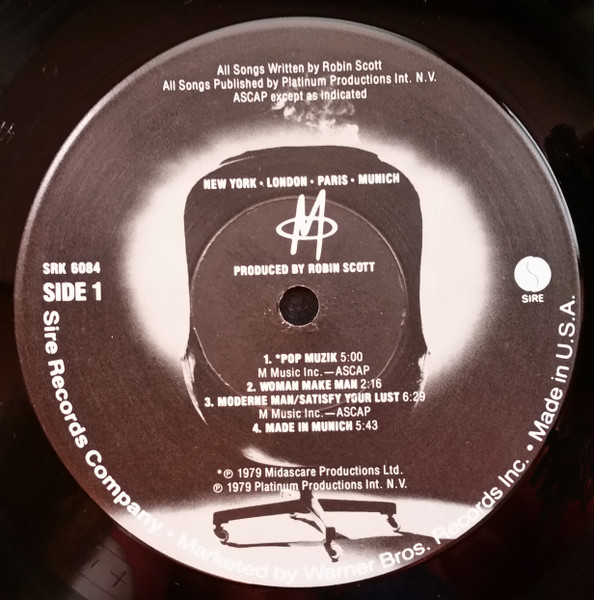 All Songs Written by Robin Scott
All Songs Published by Platinum Productions Int. N.V.
ASCAP except as indicated
NEW YORK • LONDON • PARIS • MUNICH
M
PRODUCED BY ROBIN SCOTT
SRK 6084
SIDE 1
S
SIRE
1. *POP MUZIK 5:00
M Music Inc.—ASCAP
2. WOMAN MAKE MAN 2:16
3. MODERNE MAN/SATISFY YOUR LUST 6:29
M Music Inc.—ASCAP
4. MADE IN MUNICH 5:43
*℗ 1979 Midascare Productions Ltd.
℗ 1979 Platinum Productions Int. N.V.
Sire Records Company • Marketed by Warner Bros. Records Inc. • Made in U.S.A.